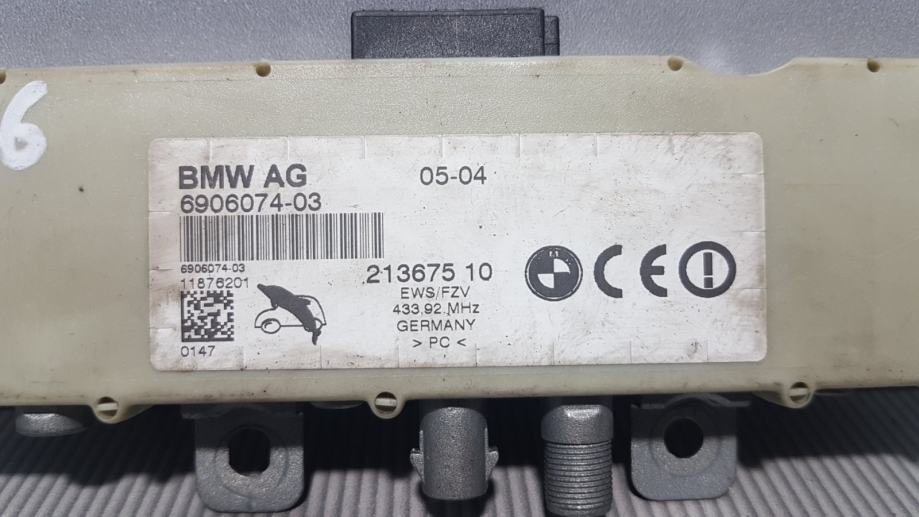 6
BMW AG
05-04
6906074-03
6906074-03
11876201
213675 10
EWS/FZV
433.92.MHz
GERMANY
> PC <
0147
CE